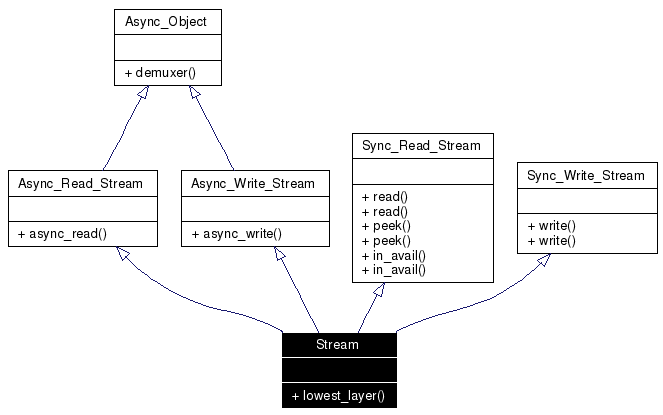 Async_Object
+ demuxer()
Async_Read_Stream
+ async_read()
Async_Write_Stream
+ async_write()
Sync_Read_Stream
+ read()
+ read()
+ peek()
+ peek()
+ in_avail()
+ in_avail()
Sync_Write_Stream
+ write()
+ write()
Stream
+ lowest_layer()